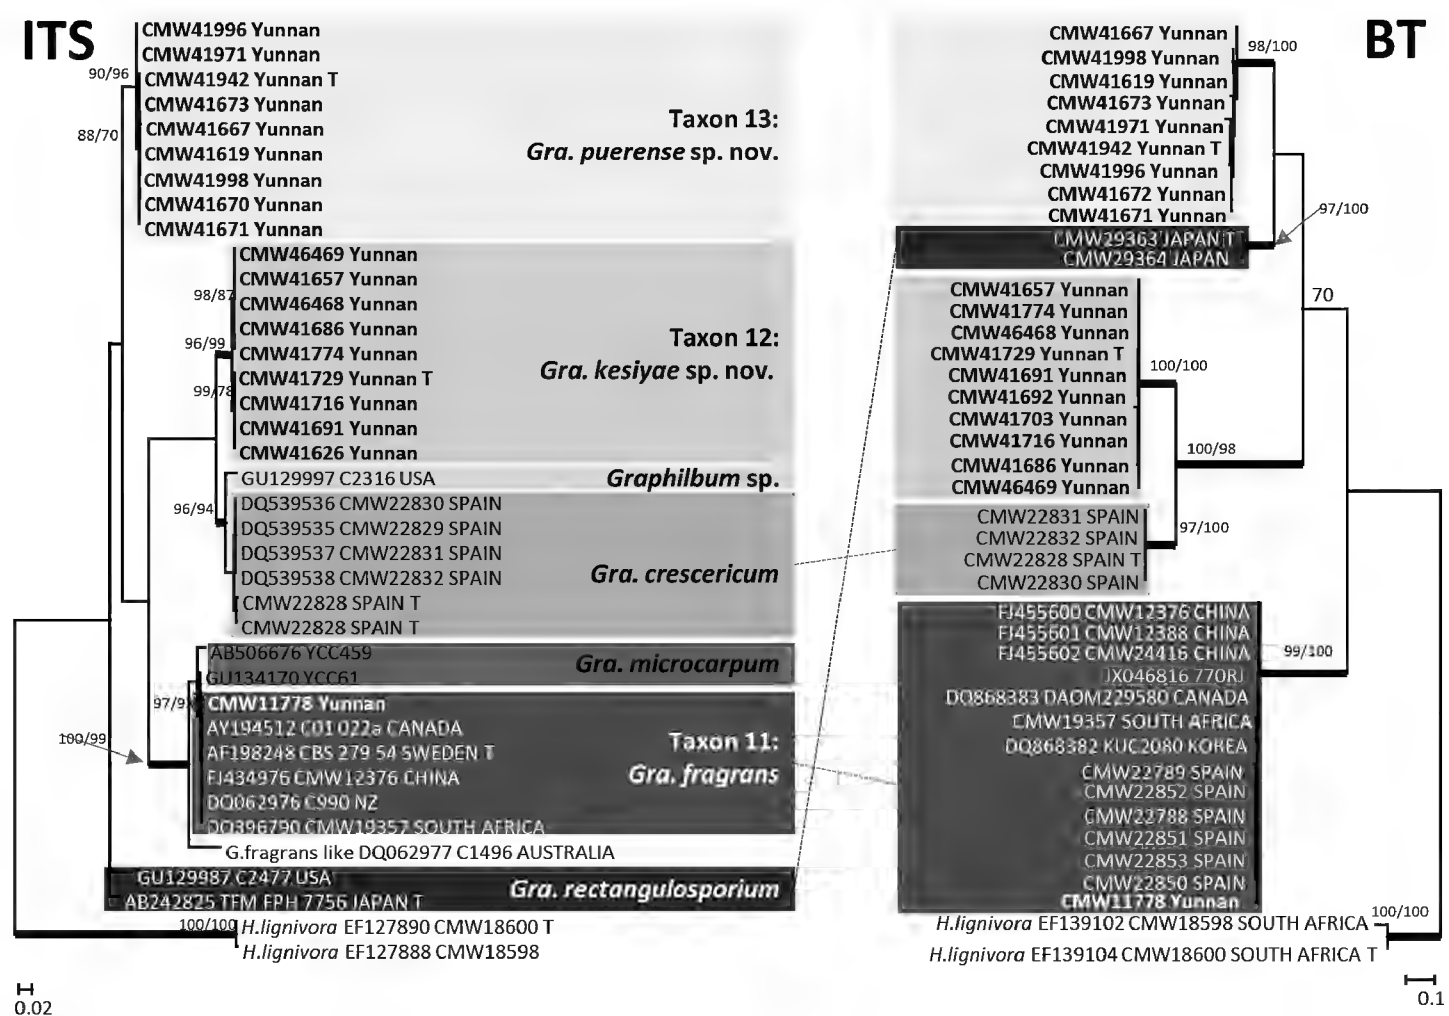 ITS
CMW41996 Yunnan
CMW41971 Yunnan
90/96
CMW41942 Yunnan T
CMW41673 Yunnan
88/70
CMW41667 Yunnan
CMW41619 Yunnan
CMW41998 Yunnan
CMW41670 Yunnan
CMW41671 Yunnan
Taxon 13:
Gra. puerense sp. nov.
CMW46469 Yunnan
CMW41657 Yunnan
98/87
CMW46468 Yunnan
CMW41686 Yunnan
96/99
CMW41774 Yunnan
CMW41729 Yunnan T
99/78
CMW41716 Yunnan
CMW41691 Yunnan
CMW41626 Yunnan
Taxon 12:
Gra. kesiyae sp. nov.
GU129997 C2316 USA
Graphilbum sp.
96/94
DQ539536 CMW22830 SPAIN
DQ539535 CMW22829 SPAIN
DQ539537 CMW22831 SPAIN
DQ539538 CMW22832 SPAIN
CMW22828 SPAIN T
CMW22828 SPAIN T
Gra. crescericum
AB506676 YCC459
GU134170 YCC61
Gra. microcarpum
97/9
CMW11778 Yunnan
AY194512 C01 022a CANADA
100/99
AF198248 CBS 279 54 SWEDEN T
FJ434976 CMW12376 CHINA
DQ062976 C990 NZ
DQ396790 CMW19357 SOUTH AFRICA
Taxon 11:
Gra. fragrans
G.fragrans like DQ062977 C1496 AUSTRALIA
GU129987 C2477 USA
AB242825 TFM FPH 7756 JAPAN T
Gra. rectangulosporium
100/100
H.lignivora EF127890 CMW18600 T
H.lignivora EF127888 CMW18598
0.02
BT
CMW41667 Yunnan
98/100
CMW41998 Yunnan
CMW41619 Yunnan
CMW41673 Yunnan
CMW41971 Yunnan
CMW41942 Yunnan T
CMW41996 Yunnan
CMW41672 Yunnan
CMW41671 Yunnan
97/100
CMW29363 JAPAN T
CMW29364 JAPAN
70
CMW41657 Yunnan
CMW41774 Yunnan
CMW46468 Yunnan
CMW41729 Yunnan T
100/100
CMW41691 Yunnan
CMW41692 Yunnan
CMW41703 Yunnan
CMW41716 Yunnan
100/98
CMW41686 Yunnan
CMW46469 Yunnan
CMW22831 SPAIN
97/100
CMW22832 SPAIN
CMW22828 SPAIN T
CMW22830 SPAIN
FJ455600 CMW12376 CHINA
FJ455601 CMW12388 CHINA
FJ455602 CMW24416 CHINA
99/100
JX046816 770RJ
DQ868383 DAOM229580 CANADA
CMW19357 SOUTH AFRICA
DQ868382 KUC2080 KOREA
CMW22789 SPAIN
CMW22852 SPAIN
CMW22788 SPAIN
CMW22851 SPAIN
CMW22853 SPAIN
CMW22850 SPAIN
CMW11778 Yunnan
100/100
H.lignivora EF139102 CMW18598 SOUTH AFRICA
H.lignivora EF139104 CMW18600 SOUTH AFRICA T
0.1